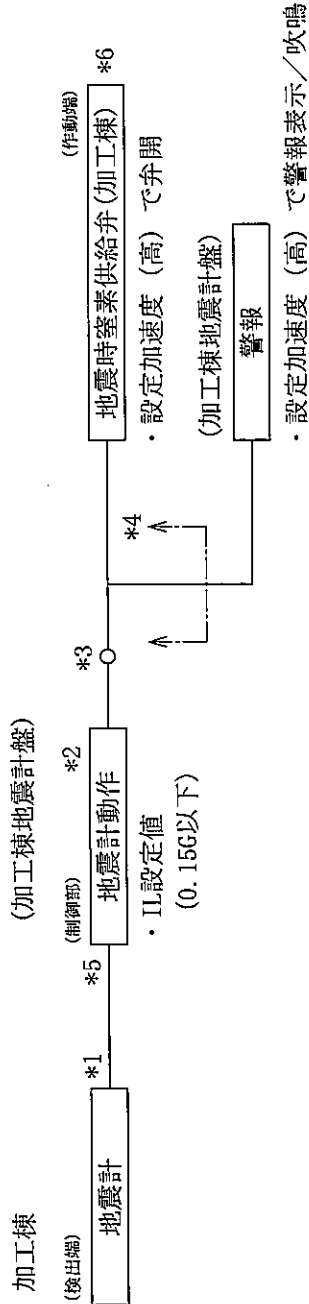 加工棟
(検出端)
地震計
*1
*5
(加工棟地震計盤)
(制御部)
*2
地震計動作
・IL設定値
(0.15G以下)
*3
*4
(作動端)
地震時窒素供給弁(加工棟)
*6
・設定加速度（高）で弁開
(加工棟地震計盤)
警報
・設定加速度（高）で警報表示／吹鳴